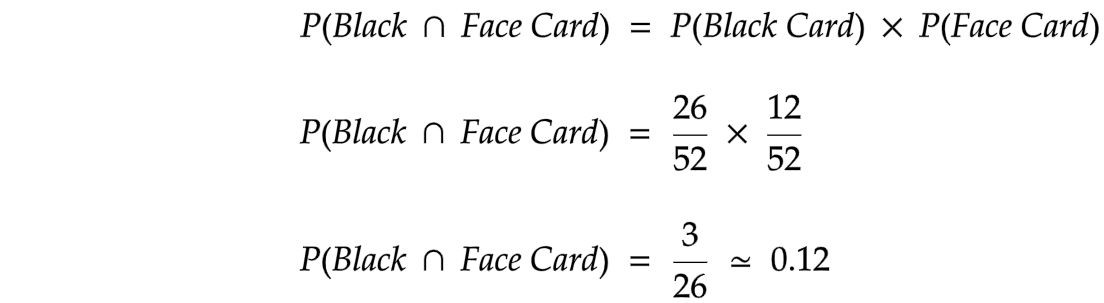 P(Black ∩ Face Card) = P(Black Card) × P(Face Card)
P(Black ∩ Face Card) = 26/52 × 12/52
P(Black ∩ Face Card) = 3/26 ≃ 0.12